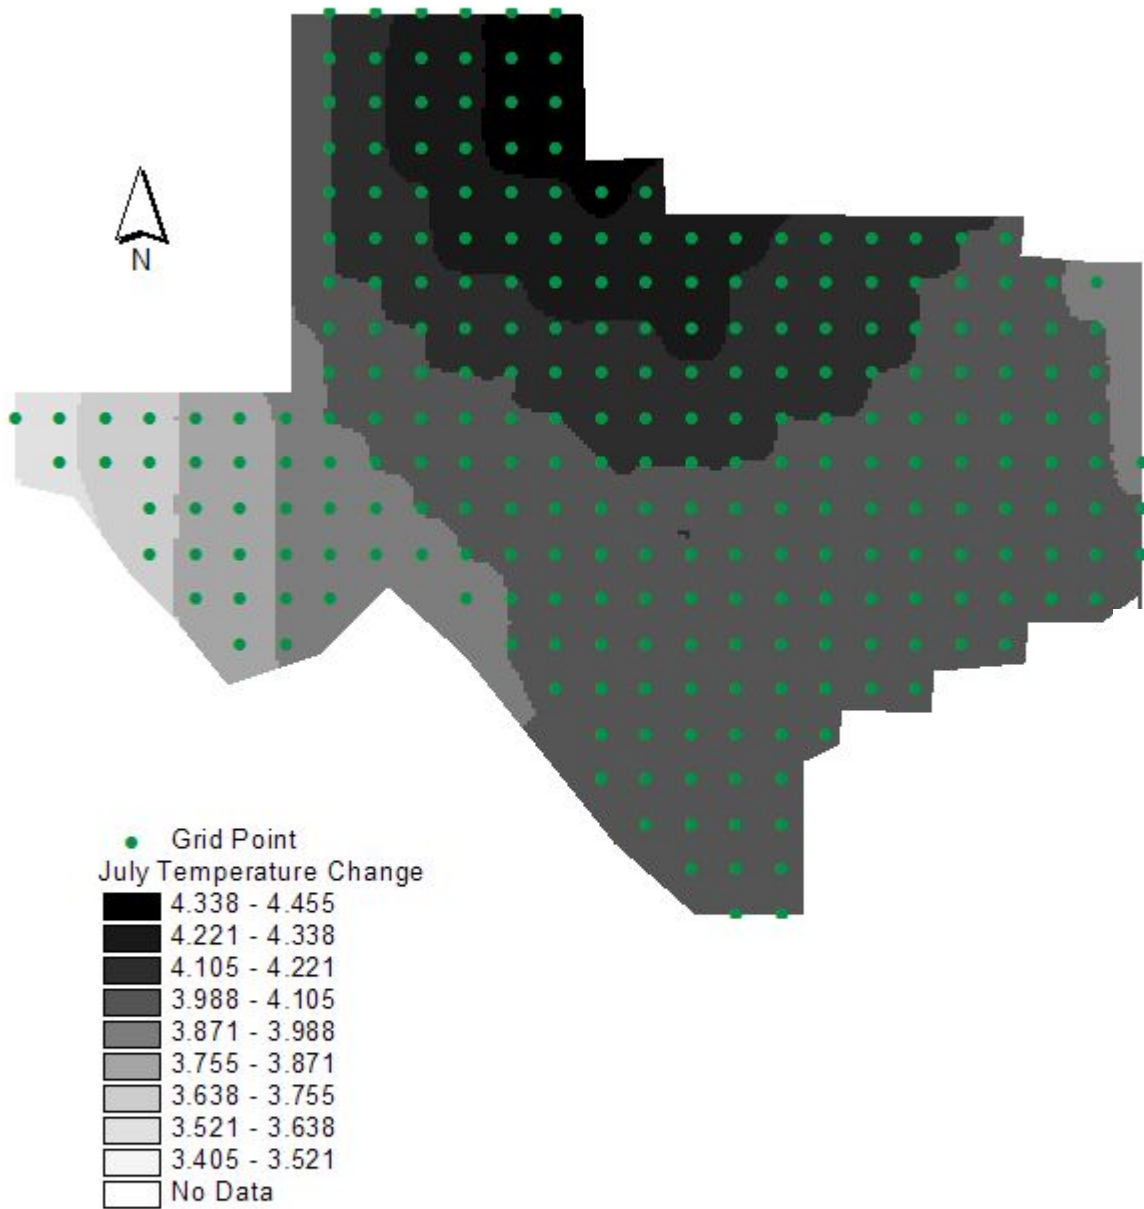 N
Grid Point
July Temperature Change
4.338 - 4.455
4.221 - 4.338
4.105 - 4.221
3.988 - 4.105
3.871 - 3.988
3.755 - 3.871
3.638 - 3.755
3.521 - 3.638
3.405 - 3.521
No Data